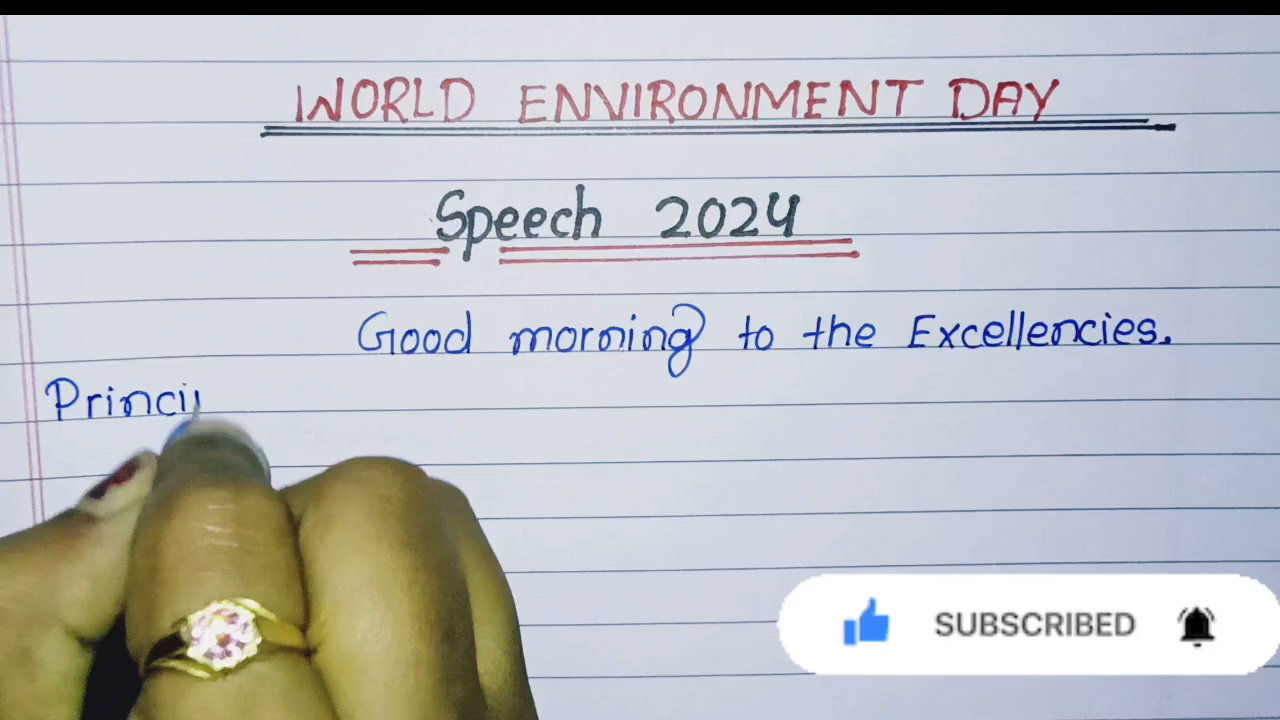 WORLD ENVIRONMENT DAY
Speech 2024
Good morning to the Excellencies.
SUBSCRIBED